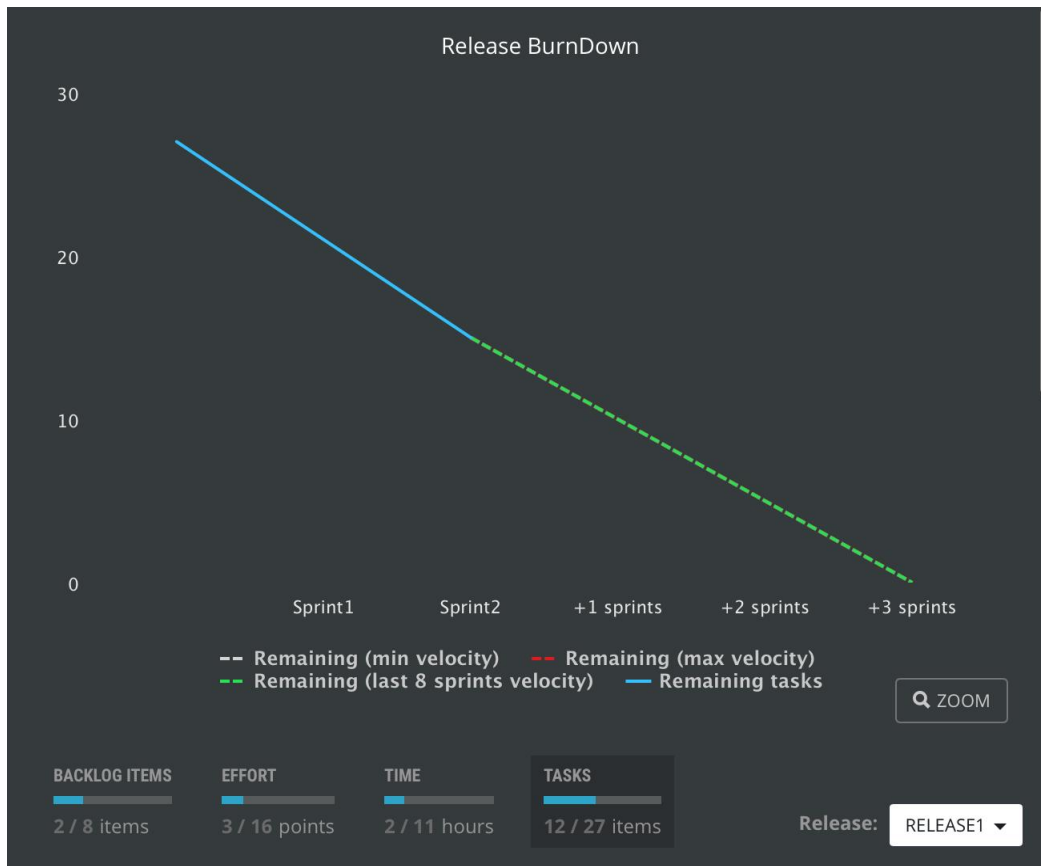 Release BurnDown
30
20
10
0
Sprint1 Sprint2 +1 sprints +2 sprints +3 sprints
Remaining (min velocity) Remaining (max velocity)
Remaining (last 8 sprints velocity) Remaining tasks
ZOOM
BACKLOG ITEMS EFFORT TIME TASKS
2 / 8 items 3 / 16 points 2 / 11 hours 12 / 27 items
Release: RELEASE1